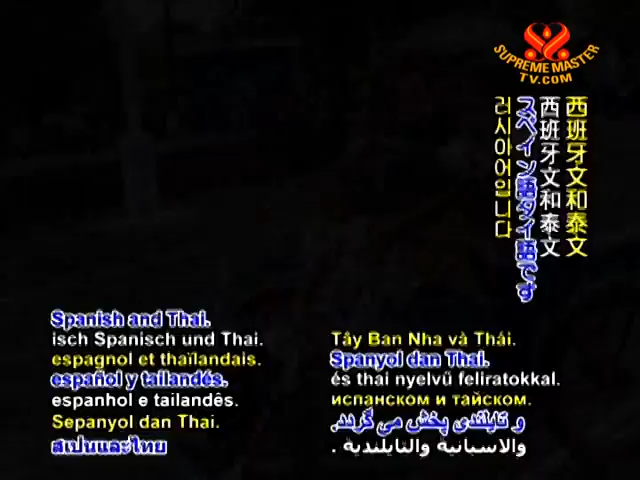 SUPREME MASTER
TV.COM
西班牙文和泰文
西班牙文和泰文
スペイン語タイ語です
러시아어입니다
Spanish and Thai.
isch Spanisch und Thai.
espagnol et thaïlandais.
español y tailandés.
espanhol e tailandês.
Sepanyol dan Thai.
สเปนและไทย
Tây Ban Nha và Thái.
Spanyol dan Thai.
és thai nyelvű feliratokkal.
испанском и тайском.
و تایلندی پخش می گردد.
والاسبانية والتايلندية .